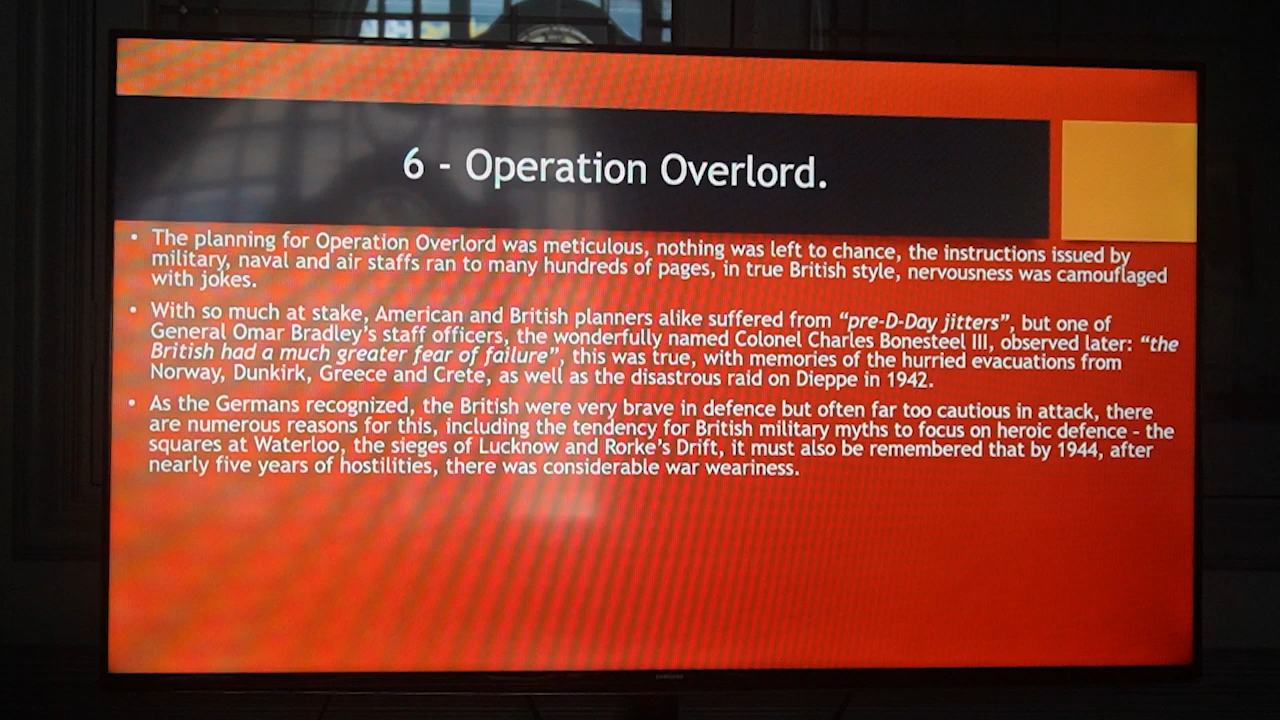 6 - Operation Overlord.
• The planning for Operation Overlord was meticulous, nothing was left to chance, the instructions issued by
military, naval and air staffs ran to many hundreds of pages, in true British style, nervousness was camouflaged
with jokes.
• With so much at stake, American and British planners alike suffered from “pre-D-Day jitters”, but one of
General Omar Bradley’s staff officers, the wonderfully named Colonel Charles Bonesteel III, observed later: “the
British had a much greater fear of failure”, this was true, with memories of the hurried evacuations from
Norway, Dunkirk, Greece and Crete, as well as the disastrous raid on Dieppe in 1942.
• As the Germans recognized, the British were very brave in defence but often far too cautious in attack, there
are numerous reasons for this, including the tendency for British military myths to focus on heroic defence - the
squares at Waterloo, the sieges of Lucknow and Rorke’s Drift, it must also be remembered that by 1944, after
nearly five years of hostilities, there was considerable war weariness.
SAMSUNG